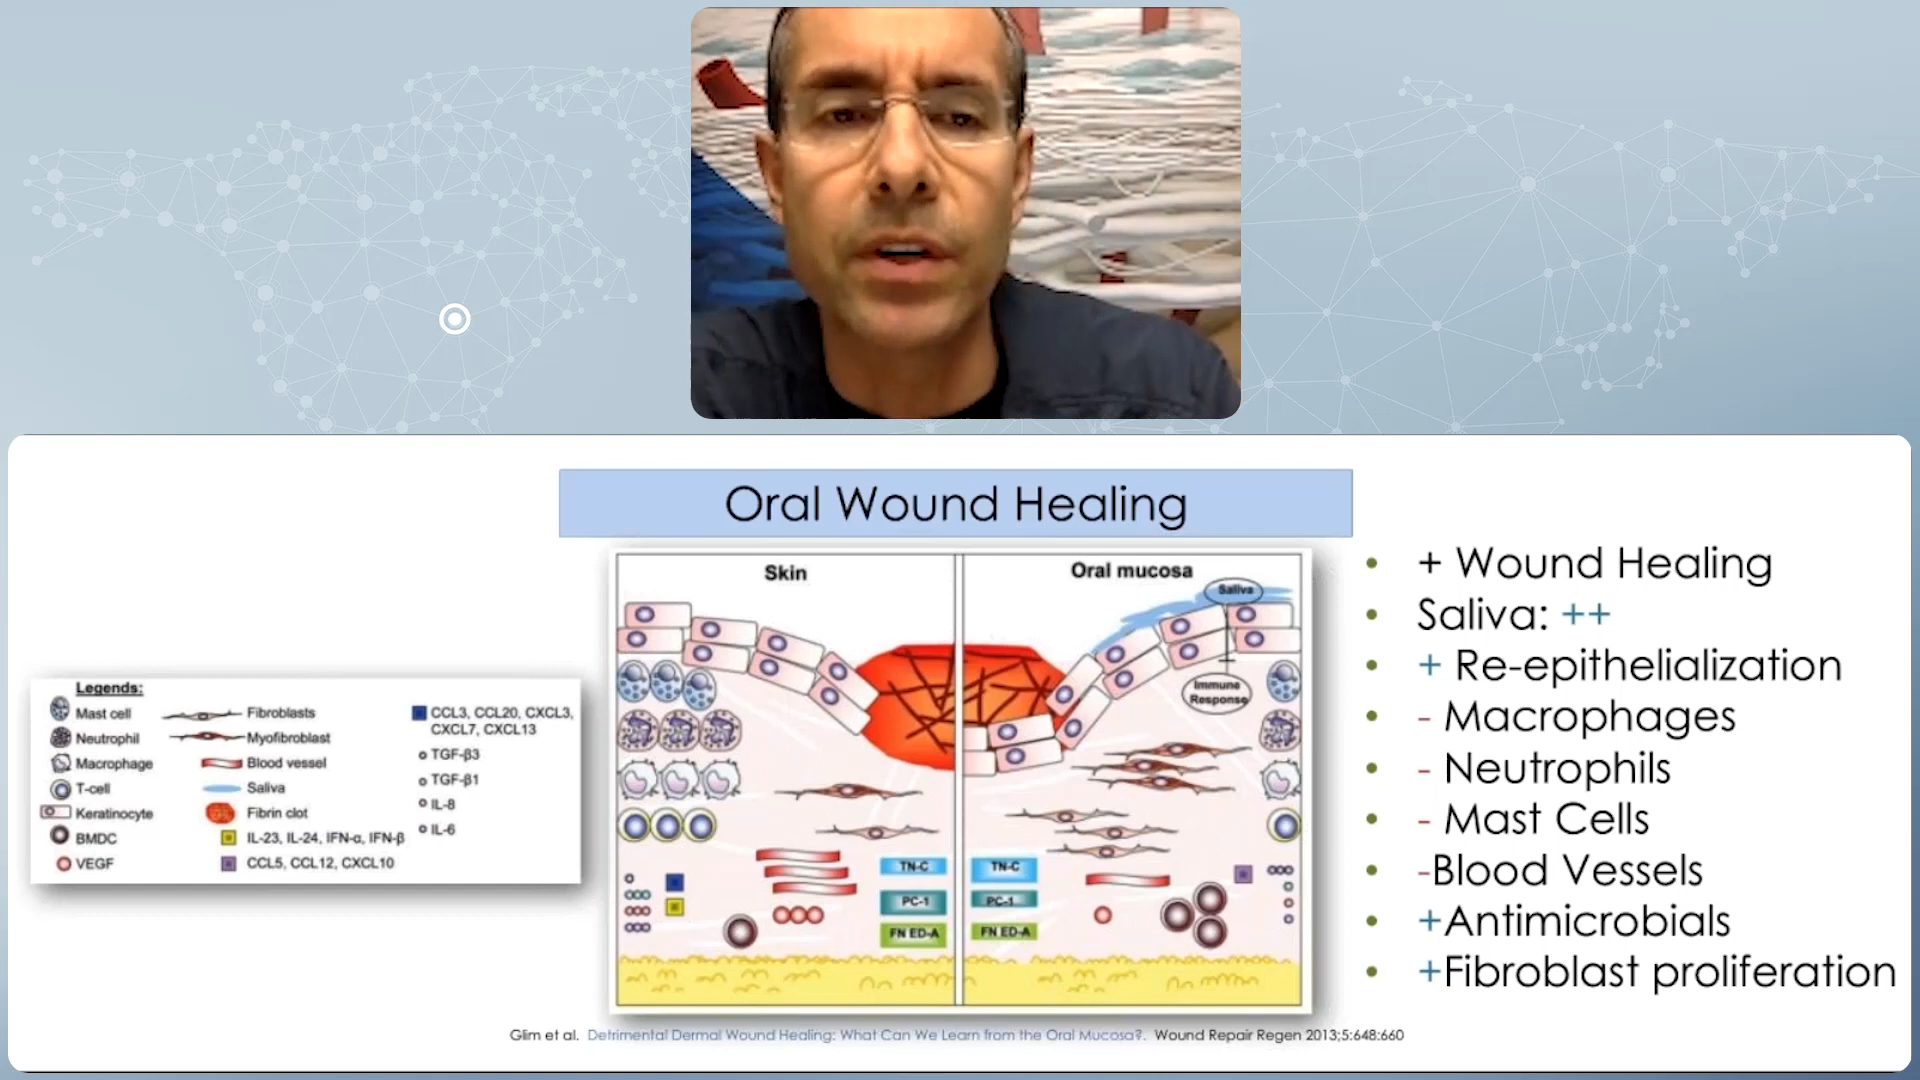 Oral Wound Healing
Legends:
Mast cell
Neutrophil
Macrophage
T-cell
Keratinocyte
BMDC
VEGF
Fibroblasts
Myofibroblast
Blood vessel
Saliva
Fibrin clot
IL-23, IL-24, IFN-α, IFN-β
CCL5, CCL12, CXCL10
CCL3, CCL20, CXCL3,
CXCL7, CXCL13
TGF-β3
TGF-β1
IL-8
IL-6
Skin
TN-C
PC-1
FN ED-A
Oral mucosa
Saliva
Immune
Response
TN-C
PC-1
FN ED-A
• + Wound Healing
• Saliva: ++
• + Re-epithelialization
• - Macrophages
• - Neutrophils
• - Mast Cells
• -Blood Vessels
• +Antimicrobials
• +Fibroblast proliferation
Glim et al. Detrimental Dermal Wound Healing: What Can We Learn from the Oral Mucosa?. Wound Repair Regen 2013;5:648:660